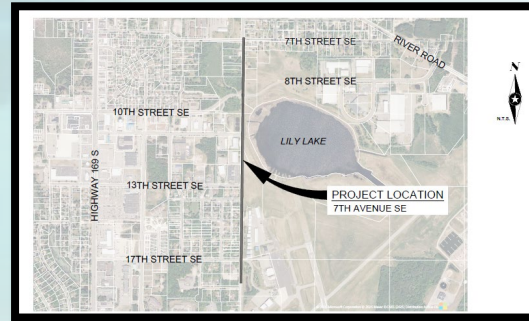 7TH STREET SE
RIVER ROAD
8TH STREET SE
N
N.T.S.
10TH STREET SE
LILY LAKE
HIGHWAY 169 S
13TH STREET SE
PROJECT LOCATION
7TH AVENUE SE
17TH STREET SE